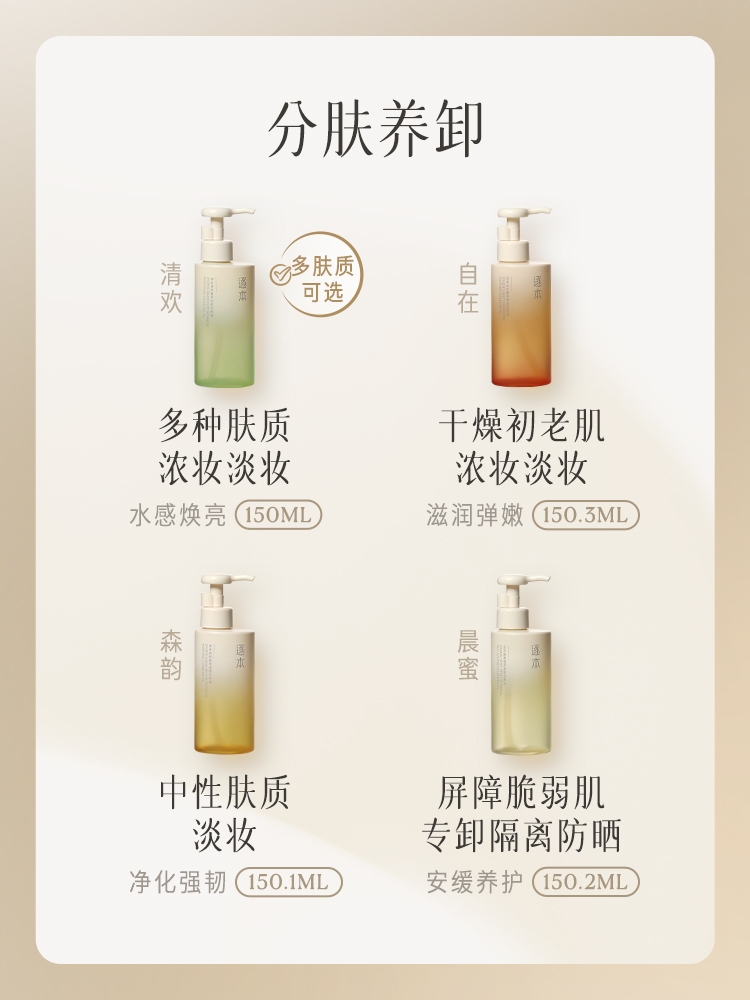 分肤养卸
清欢
逐本
多肤质
可选
多种肤质
浓妆淡妆
水感焕亮 150ML
自在
逐本
干燥初老肌
浓妆淡妆
滋润弹嫩 150.3ML
森韵
逐本
中性肤质
淡妆
净化强韧 150.1ML
晨蜜
逐本
屏障脆弱肌
专卸隔离防晒
安缓养护 150.2ML